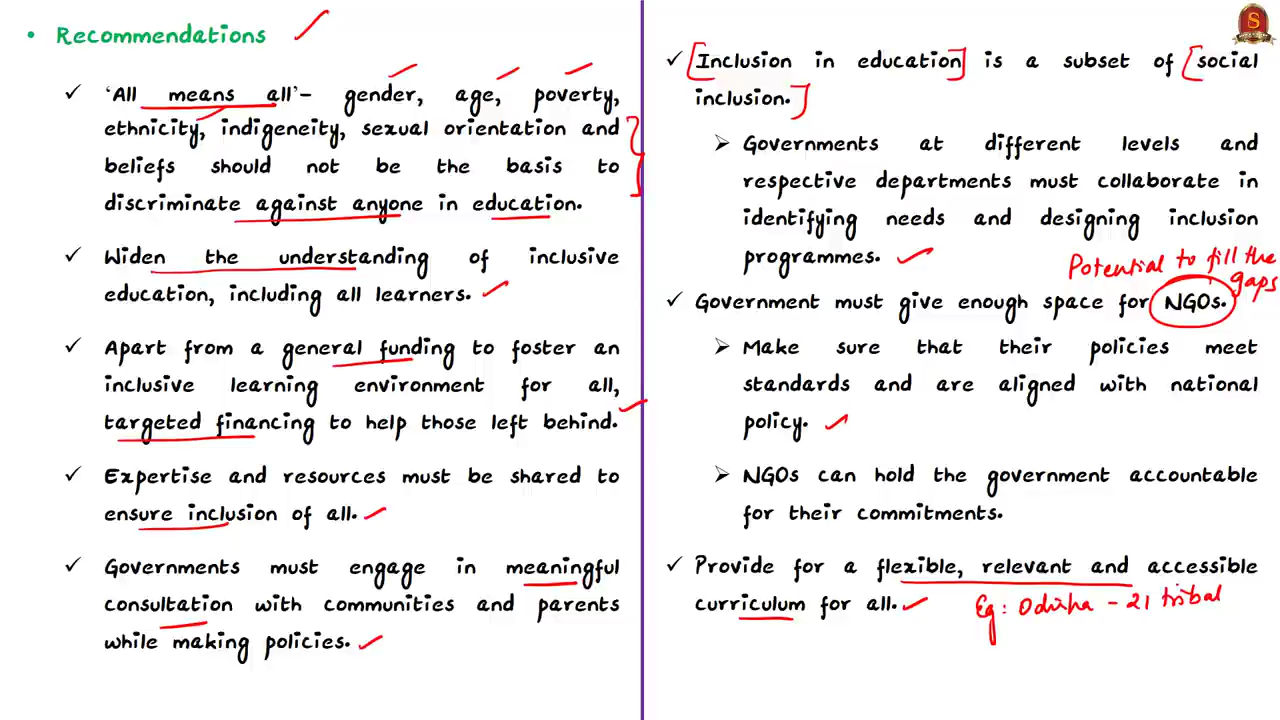 • Recommendations
✓ ‘All means all’- gender, age, poverty,
ethnicity, indigeneity, sexual orientation and
beliefs should not be the basis to
discriminate against anyone in education.
✓ Widen the understanding of inclusive
education, including all learners.
✓ Apart from a general funding to foster an
inclusive learning environment for all,
targeted financing to help those left behind.
✓ Expertise and resources must be shared to
ensure inclusion of all.
✓ Governments must engage in meaningful
consultation with communities and parents
while making policies.
✓ [Inclusion in education] is a subset of [social
inclusion.]
➢ Governments at different levels and
respective departments must collaborate in
identifying needs and designing inclusion
programmes.
Potential to fill the
gaps
✓ Government must give enough space for NGOs.
➢ Make sure that their policies meet
standards and are aligned with national
policy.
➢ NGOs can hold the government accountable
for their commitments.
✓ Provide for a flexible, relevant and accessible
curriculum for all.
Eg: Odisha - 21 tribal
S